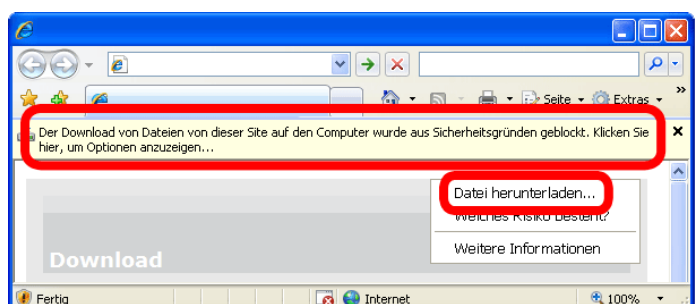 Seite
Extras
»
Der Download von Dateien von dieser Site auf den Computer wurde aus Sicherheitsgründen geblockt. Klicken Sie
hier, um Optionen anzuzeigen...
Datei herunterladen...
Welches Risiko besteht?
Weitere Informationen
Download
Fertig
Internet
100%